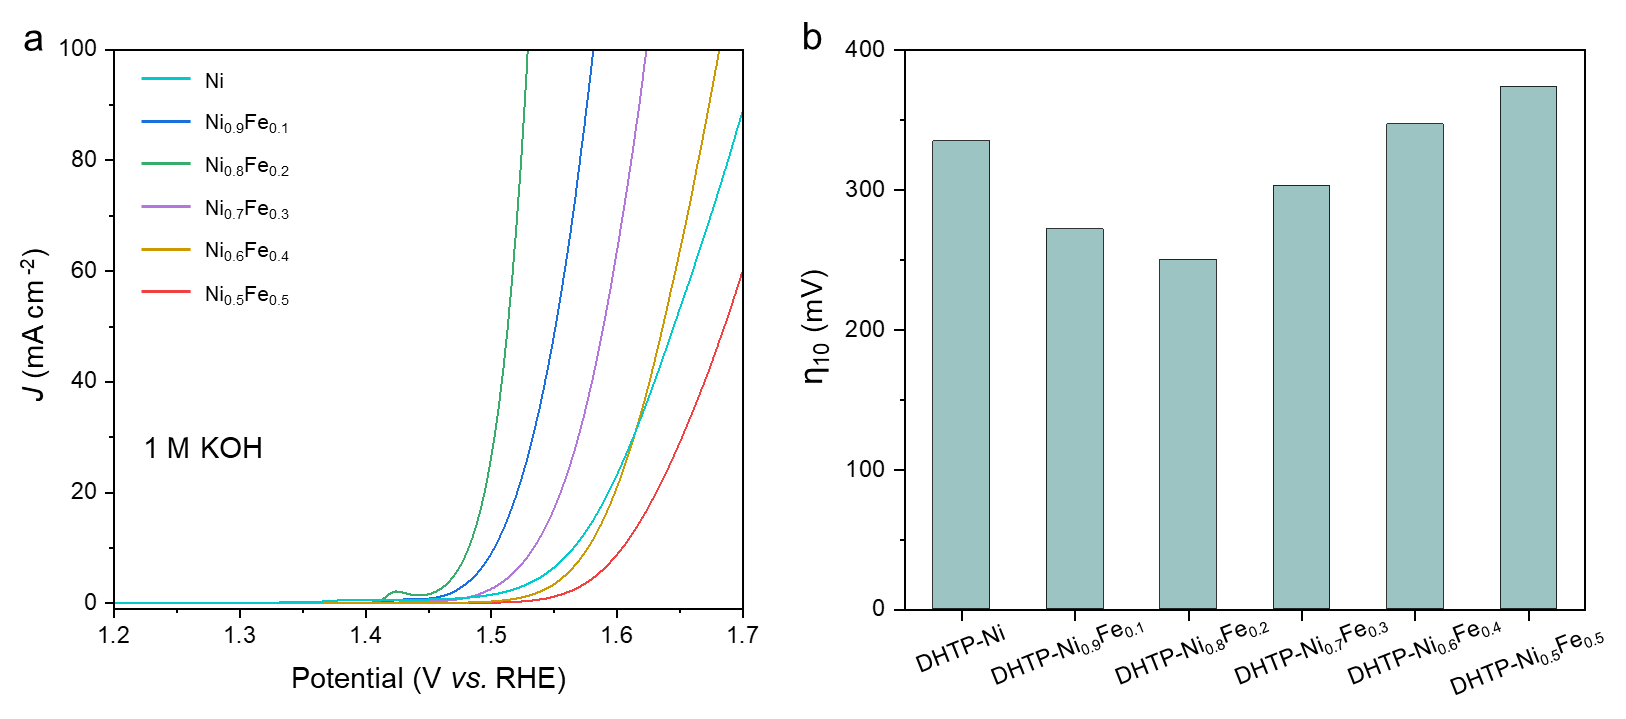 a
100
80
60
40
20
0
J (mA cm⁻²)
Ni
Ni₀.₉Fe₀.₁
Ni₀.₈Fe₀.₂
Ni₀.₇Fe₀.₃
Ni₀.₆Fe₀.₄
Ni₀.₅Fe₀.₅
1 M KOH
1.2 1.3 1.4 1.5 1.6 1.7
Potential (V vs. RHE)
b
400
300
200
100
0
η₁₀ (mV)
DHTP-Ni
DHTP-Ni₀.₉Fe₀.₁
DHTP-Ni₀.₈Fe₀.₂
DHTP-Ni₀.₇Fe₀.₃
DHTP-Ni₀.₆Fe₀.₄
DHTP-Ni₀.₅Fe₀.₅